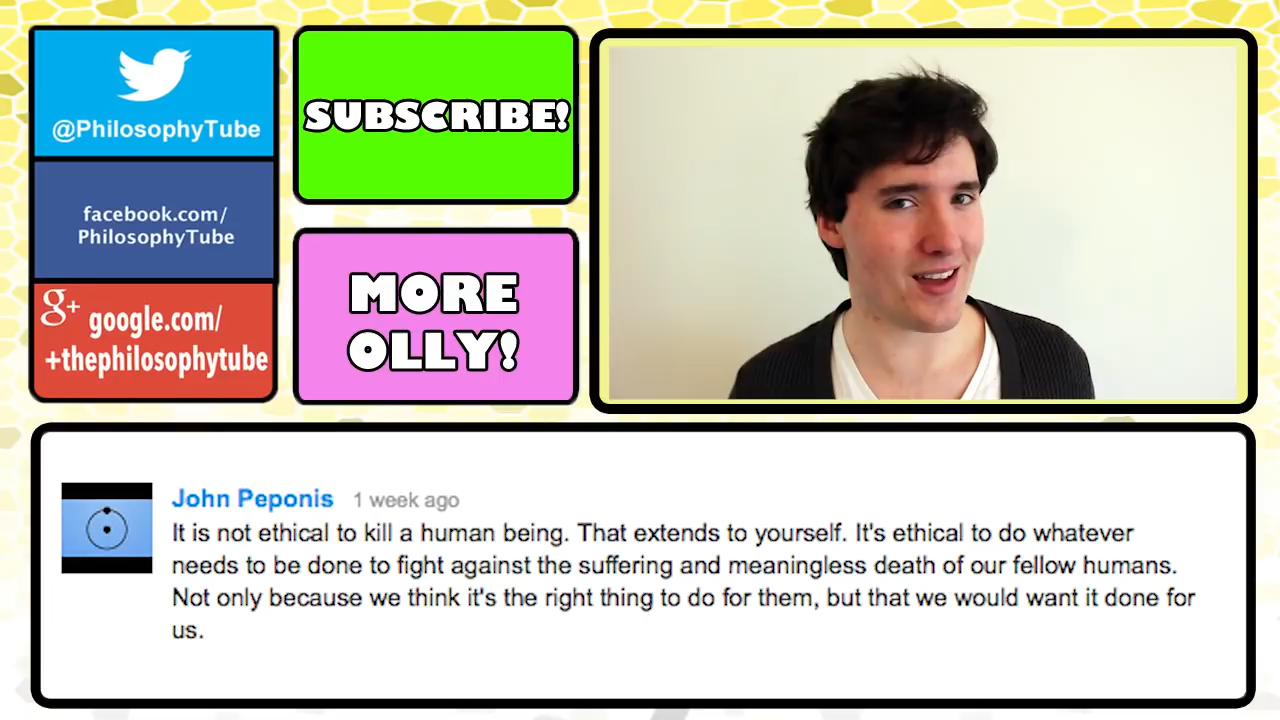 @PhilosophyTube
facebook.com/
PhilosophyTube
g+
google.com/
+thephilosophytube
SUBSCRIBE!
MORE
OLLY!
John Peponis 1 week ago
It is not ethical to kill a human being. That extends to yourself. It's ethical to do whatever
needs to be done to fight against the suffering and meaningless death of our fellow humans.
Not only because we think it's the right thing to do for them, but that we would want it done for
us.